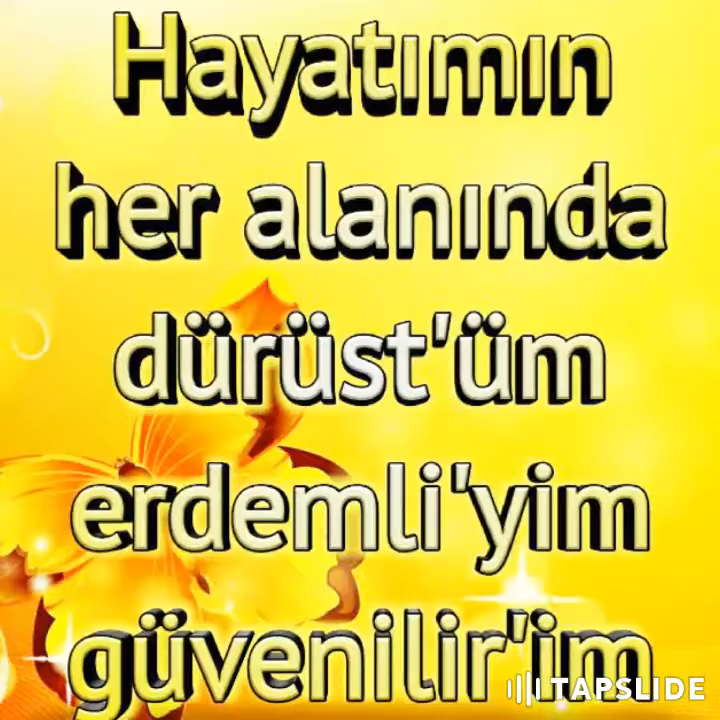 Hayatımın
her alanında
dürüst'üm
erdemli'yim
güvenilir'im
TAPSLIDE